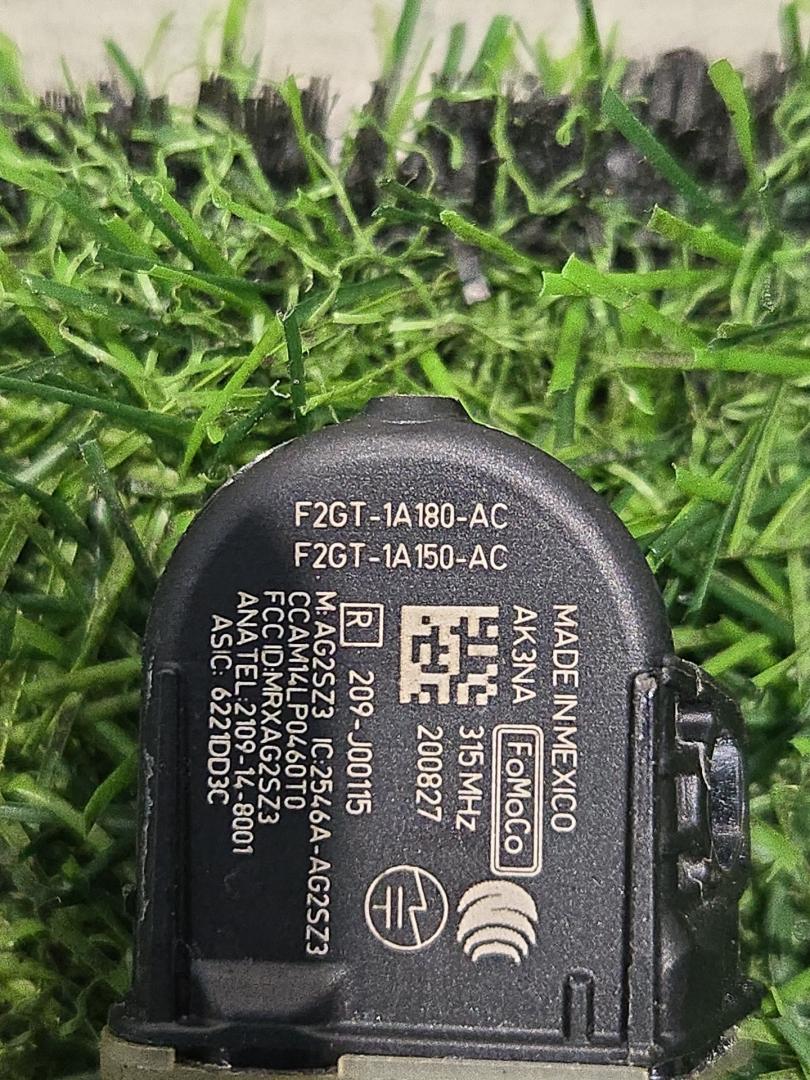 F2GT-1A180-AC
F2GT-1A150-AC
MADE IN MEXICO
AK3NA
FoMoCo
315 MHz
200827
R 209-J00115
M:AG2SZ3 IC:2546A-AG2SZ3
CCAM14LP0460T0
FCC ID:MRXAG2SZ3
ANATEL.2109-14-8001
ASIC: 6221DD3C